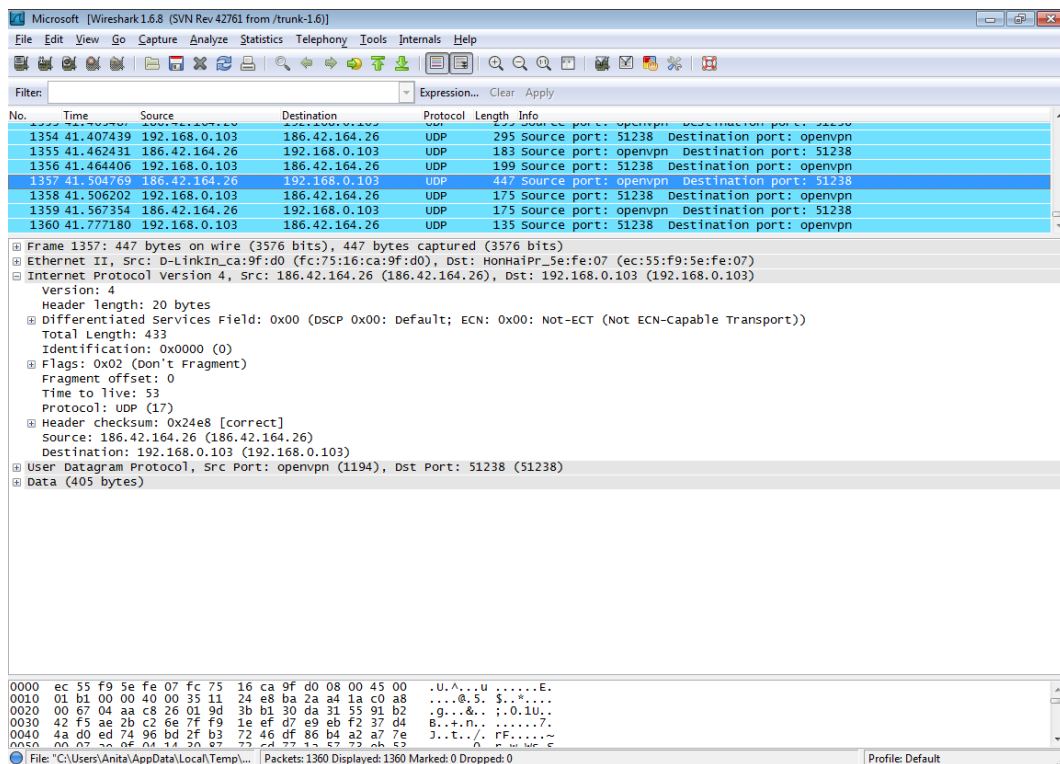 Microsoft [Wireshark 1.6.8 (SVN Rev 42761 from /trunk-1.6)]
File Edit View Go Capture Analyze Statistics Telephony Tools Internals Help
Filter: Expression... Clear Apply
No. Time Source Destination Protocol Length Info
1354 41.407439 192.168.0.103 186.42.164.26 UDP 295 Source port: 51238 Destination port: openvpn
1355 41.462431 186.42.164.26 192.168.0.103 UDP 183 Source port: openvpn Destination port: 51238
1356 41.464406 192.168.0.103 186.42.164.26 UDP 199 Source port: 51238 Destination port: openvpn
1357 41.504769 186.42.164.26 192.168.0.103 UDP 447 Source port: openvpn Destination port: 51238
1358 41.506202 192.168.0.103 186.42.164.26 UDP 175 Source port: 51238 Destination port: openvpn
1359 41.567354 186.42.164.26 192.168.0.103 UDP 175 Source port: openvpn Destination port: 51238
1360 41.777180 192.168.0.103 186.42.164.26 UDP 135 Source port: 51238 Destination port: openvpn
Frame 1357: 447 bytes on wire (3576 bits), 447 bytes captured (3576 bits)
Ethernet II, Src: D-LinkIn_ca:9f:d0 (fc:75:16:ca:9f:d0), Dst: HonHaiPr_5e:fe:07 (ec:55:f9:5e:fe:07)
Internet Protocol Version 4, Src: 186.42.164.26 (186.42.164.26), Dst: 192.168.0.103 (192.168.0.103)
Version: 4
Header length: 20 bytes
Differentiated Services Field: 0x00 (DSCP 0x00: Default; ECN: 0x00: Not-ECT (Not ECN-Capable Transport))
Total Length: 433
Identification: 0x0000 (0)
Flags: 0x02 (Don't Fragment)
Fragment offset: 0
Time to live: 53
Protocol: UDP (17)
Header checksum: 0x24e8 [correct]
Source: 186.42.164.26 (186.42.164.26)
Destination: 192.168.0.103 (192.168.0.103)
User Datagram Protocol, Src Port: openvpn (1194), Dst Port: 51238 (51238)
Data (405 bytes)
0000 ec 55 f9 5e fe 07 fc 75 16 ca 9f d0 08 00 45 00 .U.^...u ......E.
0010 01 b1 00 00 40 00 35 11 24 e8 ba 2a a4 1a c0 a8 ....@.5. $..*....
0020 00 67 04 aa c8 26 01 9d 3b b1 30 da 31 55 91 b2 .g...&.. ;.0.1U..
0030 42 f5 ae 2b c2 6e 7f f9 1e ef d7 e9 eb f2 37 d4 B..+.n.. ......7.
0040 4a d0 ed 74 96 bd 2f b3 72 46 df 86 b4 a2 a7 7e J..t../. rF.....~
File: "C:\Users\Anita\AppData\Local\Temp\... Packets: 1360 Displayed: 1360 Marked: 0 Dropped: 0 Profile: Default